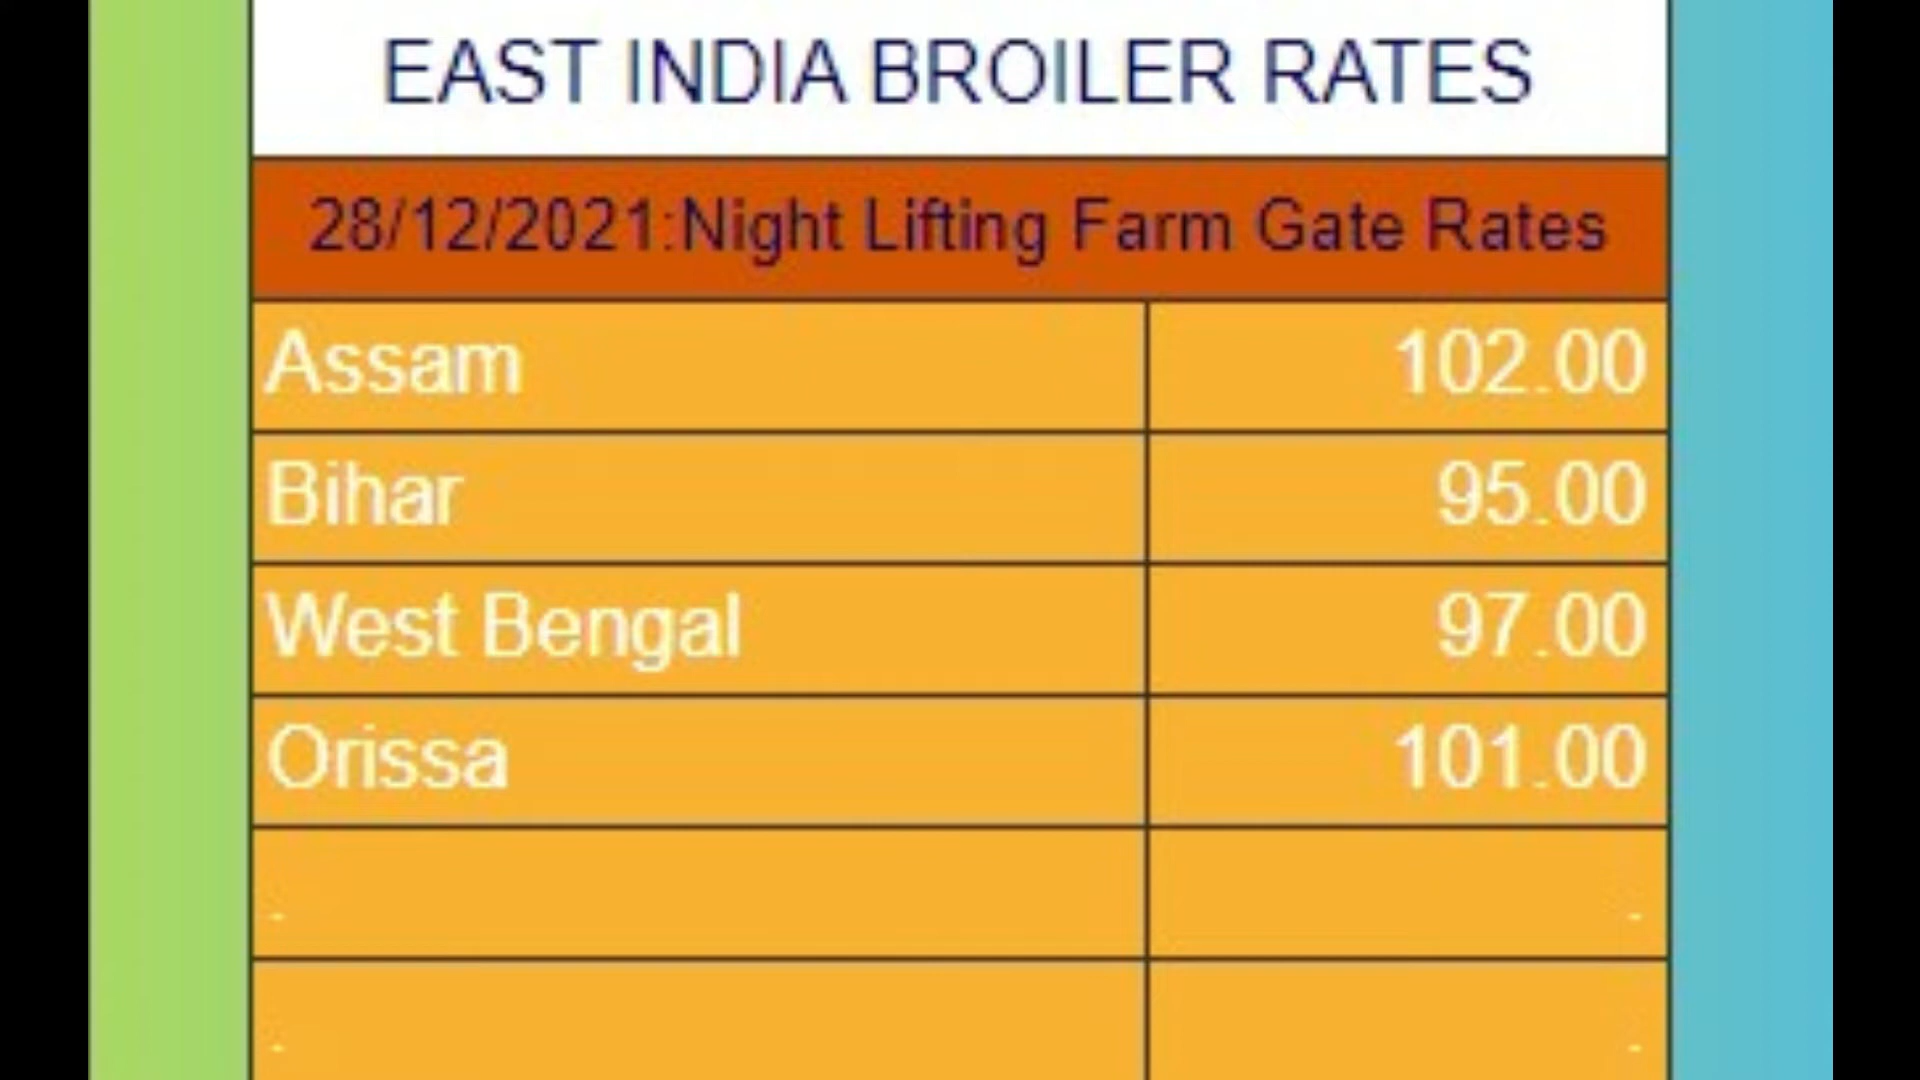 EAST INDIA BROILER RATES
28/12/2021:Night Lifting Farm Gate Rates
Assam 102.00
Bihar 95.00
West Bengal 97.00
Orissa 101.00
. .
. .